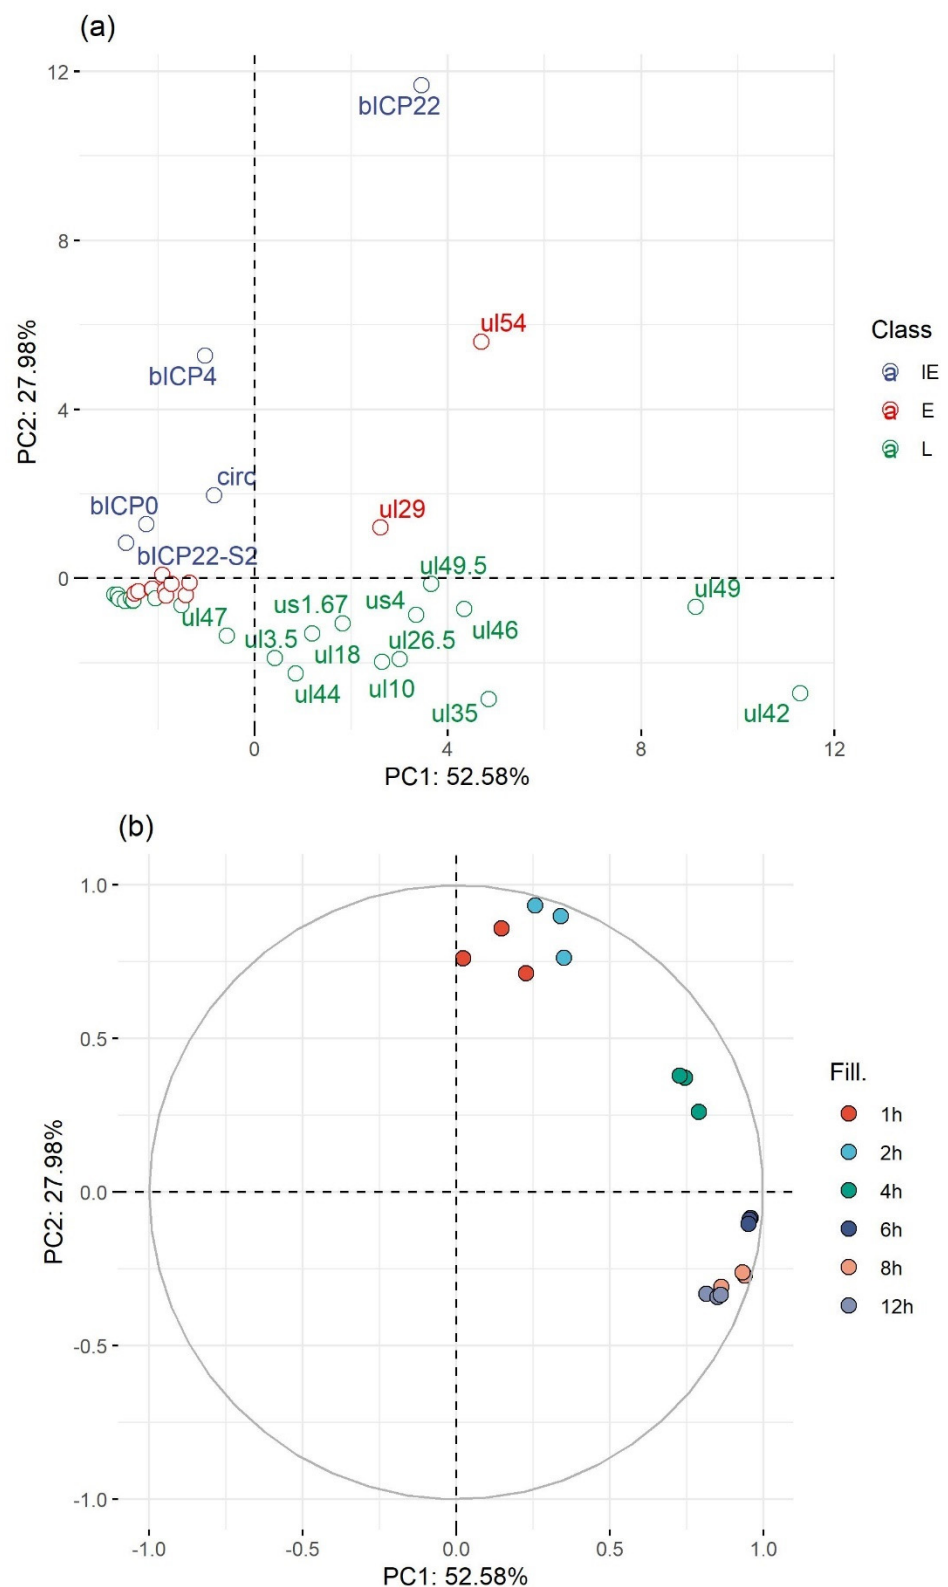 (a)
12
bICP22
8
ul54
bICP4
4
circ
bICP0
ul29
bICP22-S2
ul49.5
0
ul49
ul47
us1.67
us4
ul3.5
ul18
ul26.5
ul46
ul44
ul10
ul35
ul42
0
4
8
12
PC1: 52.58%
PC2: 27.98%
Class
a IE
a E
a L
(b)
1.0
0.5
0.0
-0.5
-1.0
-1.0
-0.5
0.0
0.5
1.0
PC1: 52.58%
PC2: 27.98%
Fill.
1h
2h
4h
6h
8h
12h